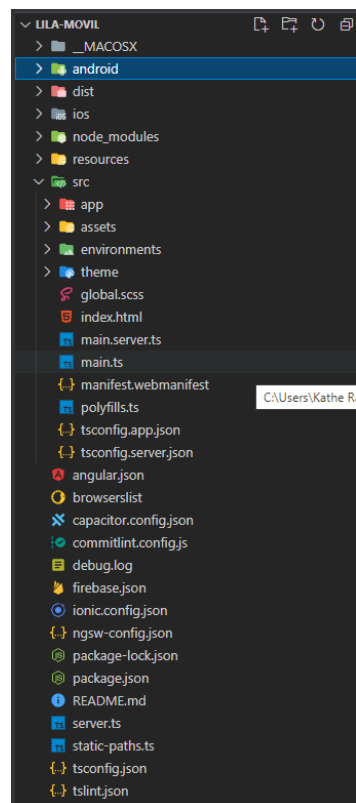 LILA-MOVIL
__MACOSX
android
dist
ios
node_modules
resources
src
app
assets
environments
theme
global.scss
index.html
main.server.ts
main.ts
manifest.webmanifest
C:\Users\Kathe R
polyfills.ts
tsconfig.app.json
tsconfig.server.json
angular.json
browserslist
capacitor.config.json
commitlint.config.js
debug.log
firebase.json
ionic.config.json
ngsw-config.json
package-lock.json
package.json
README.md
server.ts
static-paths.ts
tsconfig.json
tslint.json